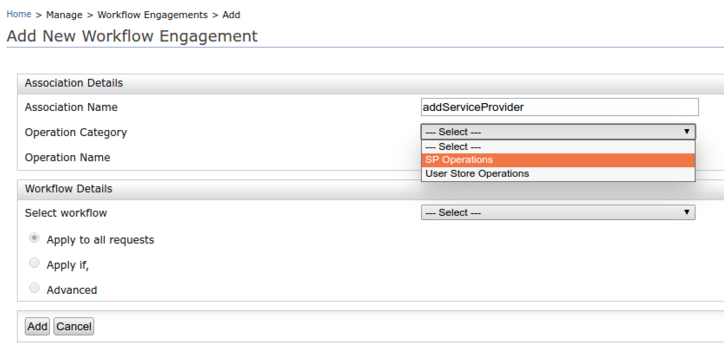 Home > Manage > Workflow Engagements > Add
Add New Workflow Engagement
Association Details
Association Name addServiceProvider
Operation Category --- Select ---
--- Select ---
SP Operations
Operation Name
User Store Operations
Workflow Details
Select workflow --- Select ---
Apply to all requests
Apply if,
Advanced
Add Cancel